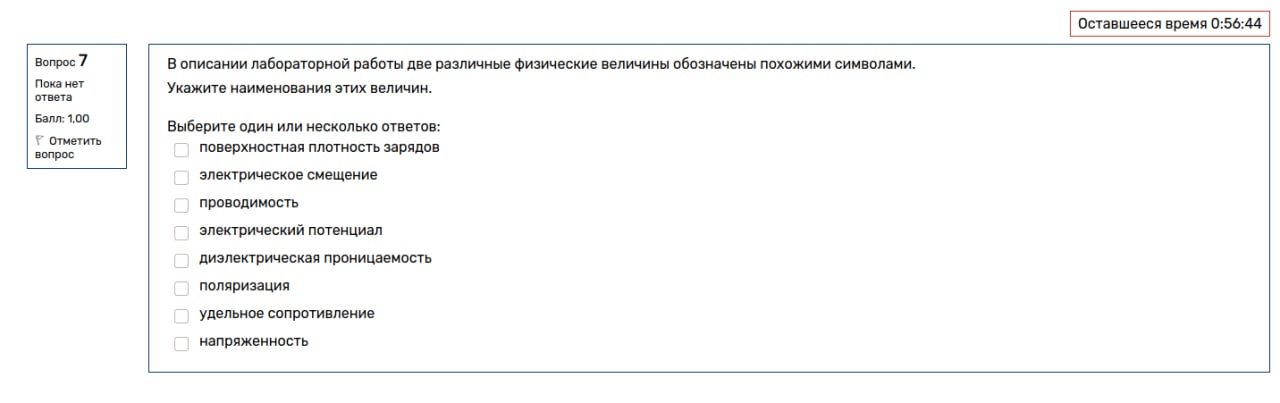 Оставшееся время 0:56:44
Вопрос 7
Пока нет
ответа
Балл: 1,00
Отметить
вопрос
В описании лабораторной работы две различные физические величины обозначены похожими символами.
Укажите наименования этих величин.
Выберите один или несколько ответов:
поверхностная плотность зарядов
электрическое смещение
проводимость
электрический потенциал
диэлектрическая проницаемость
поляризация
удельное сопротивление
напряженность